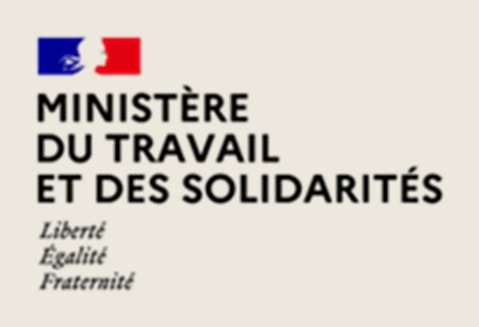 MINISTÈRE
DU TRAVAIL
ET DES SOLIDARITÉS
Liberté
Égalité
Fraternité